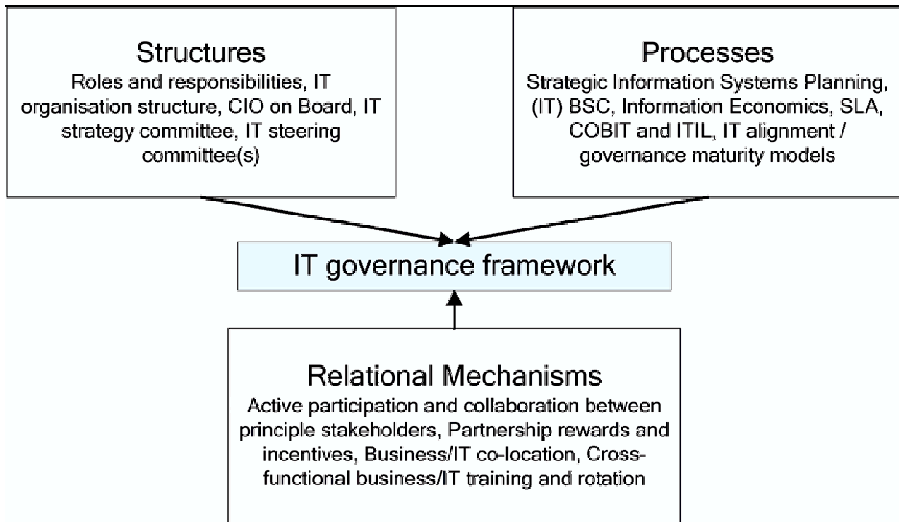 Structures
Roles and responsibilities, IT
organisation structure, CIO on Board, IT
strategy committee, IT steering
committee(s)
Processes
Strategic Information Systems Planning,
(IT) BSC, Information Economics, SLA,
COBIT and ITIL, IT alignment /
governance maturity models
IT governance framework
Relational Mechanisms
Active participation and collaboration between
principle stakeholders, Partnership rewards and
incentives, Business/IT co-location, Cross-
functional business/IT training and rotation